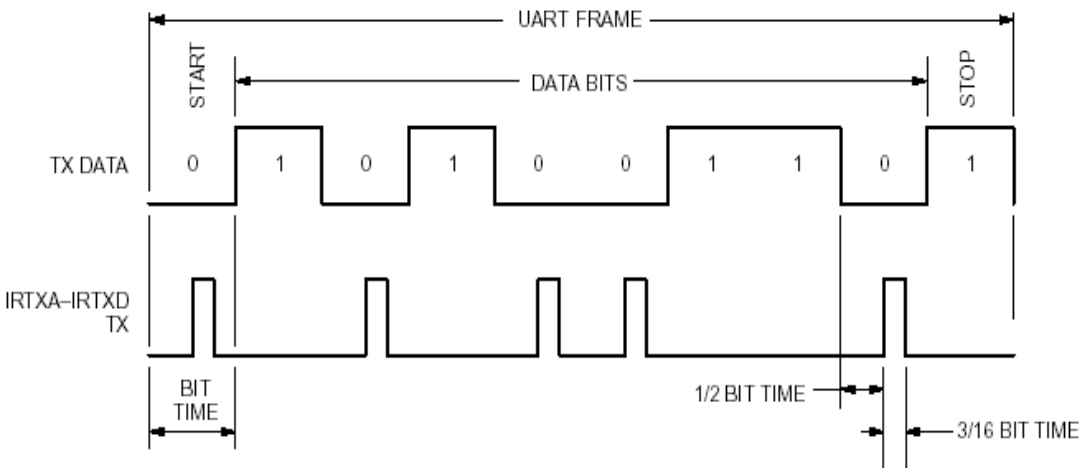 UART FRAME
START
DATA BITS
STOP
TX DATA
0 1 0 1 0 0 1 1 0 1
IRTXA–IRTXD
TX
BIT
TIME
1/2 BIT TIME
3/16 BIT TIME